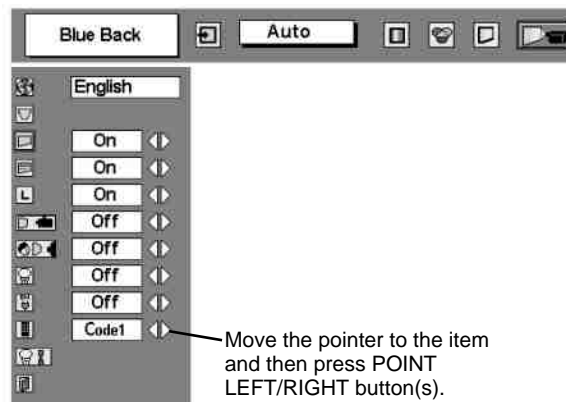 Blue Back
Auto
English
On
On
On
Off
Off
Off
Off
Code1
L
Move the pointer to the item
and then press POINT
LEFT/RIGHT button(s).